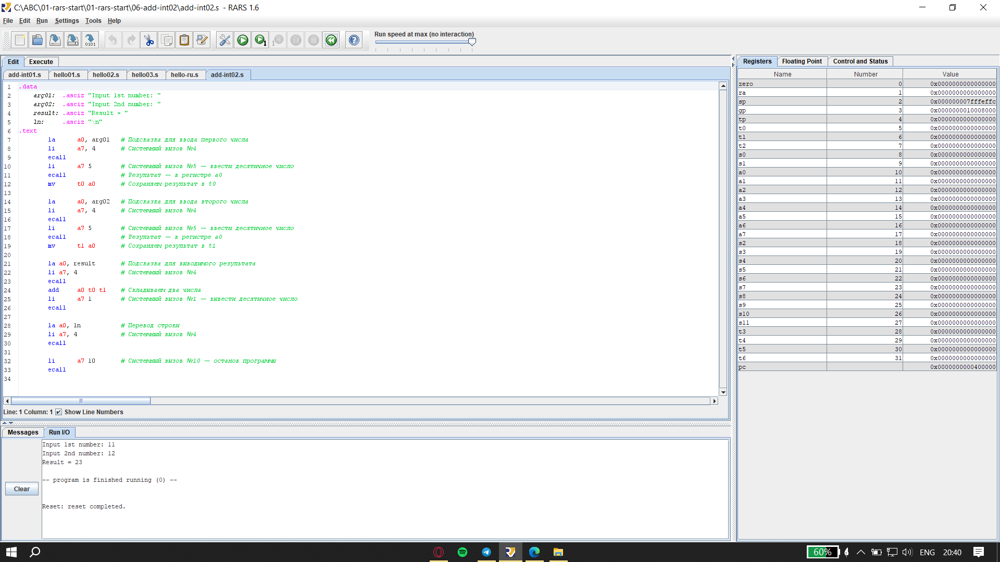 C:\ABC\01-rars-start\01-rars-start\06-add-int02\add-int02.s - RARS 1.6
File Edit Run Settings Tools Help
Run speed at max (no interaction)
Edit Execute
add-int01.s hello01.s hello02.s hello03.s hello-ru.s add-int02.s
1 .data
2 arg01: .asciz "Input 1st number: "
3 arg02: .asciz "Input 2nd number: "
4 result: .asciz "Result = "
5 ln: .asciz "\n"
6 .text
7 la a0, arg01 # Подсказка для ввода первого числа
8 li a7, 4 # Системный вызов №4
9 ecall
10 li a7 5 # Системный вызов №5 — ввести десятичное число
11 ecall # Результат — в регистре a0
12 mv t0 a0 # Сохраняем результат в t0
13
14 la a0, arg02 # Подсказка для ввода второго числа
15 li a7, 4 # Системный вызов №4
16 ecall
17 li a7 5 # Системный вызов №5 — ввести десятичное число
18 ecall # Результат — в регистре a0
19 mv t1 a0 # Сохраняем результат в t1
20
21 la a0, result # Подсказка для выводимого результата
22 li a7, 4 # Системный вызов №4
23 ecall
24 add a0 t0 t1 # Складываем два числа
25 li a7 1 # Системный вызов №1 — вывести десятичное число
26 ecall
27
28 la a0, ln # Перевод строки
29 li a7, 4 # Системный вызов №4
30 ecall
31
32 li a7 10 # Системный вызов №10 — останов программы
33 ecall
34
Line: 1 Column: 1 Show Line Numbers
Messages Run I/O
Input 1st number: 11
Input 2nd number: 12
Result = 23
-- program is finished running (0) --
Clear
Reset: reset completed.
Registers Floating Point Control and Status
Name Number Value
zero 0 0x0000000000000000
ra 1 0x0000000000000000
sp 2 0x000000007fffeffc
gp 3 0x0000000010008000
tp 4 0x0000000000000000
t0 5 0x0000000000000000
t1 6 0x0000000000000000
t2 7 0x0000000000000000
s0 8 0x0000000000000000
s1 9 0x0000000000000000
a0 10 0x0000000000000000
a1 11 0x0000000000000000
a2 12 0x0000000000000000
a3 13 0x0000000000000000
a4 14 0x0000000000000000
a5 15 0x0000000000000000
a6 16 0x0000000000000000
a7 17 0x0000000000000000
s2 18 0x0000000000000000
s3 19 0x0000000000000000
s4 20 0x0000000000000000
s5 21 0x0000000000000000
s6 22 0x0000000000000000
s7 23 0x0000000000000000
s8 24 0x0000000000000000
s9 25 0x0000000000000000
s10 26 0x0000000000000000
s11 27 0x0000000000000000
t3 28 0x0000000000000000
t4 29 0x0000000000000000
t5 30 0x0000000000000000
t6 31 0x0000000000000000
pc 0x0000000000400000
60% ENG 20:40